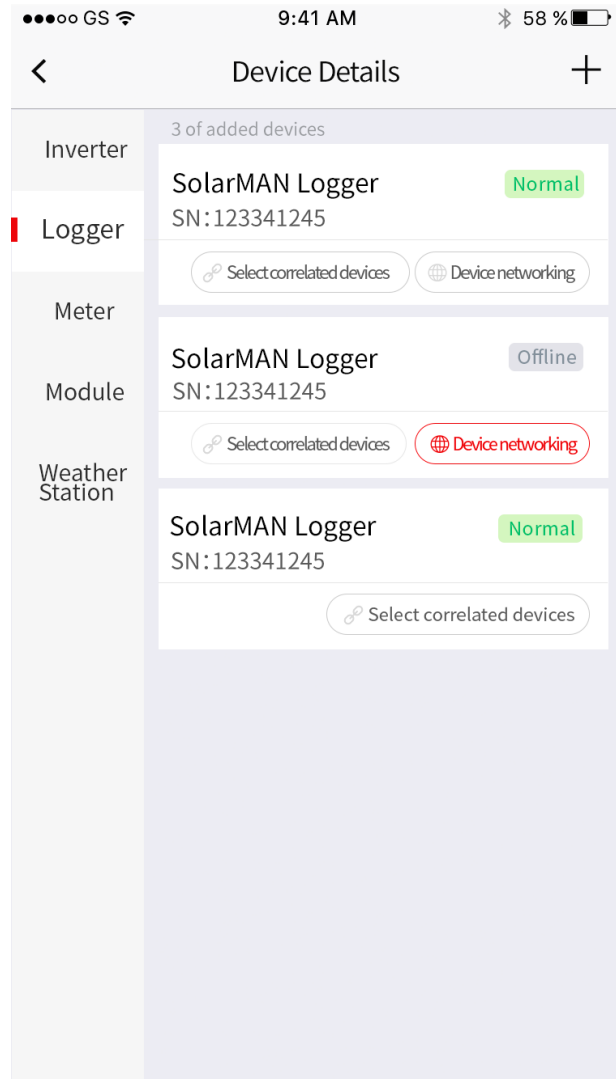 GS 9:41 AM 58 %
Device Details
Inverter
Logger
Meter
Module
Weather
Station
3 of added devices
SolarMAN Logger Normal
SN:123341245
Select correlated devices Device networking
SolarMAN Logger Offline
SN:123341245
Select correlated devices Device networking
SolarMAN Logger Normal
SN:123341245
Select correlated devices